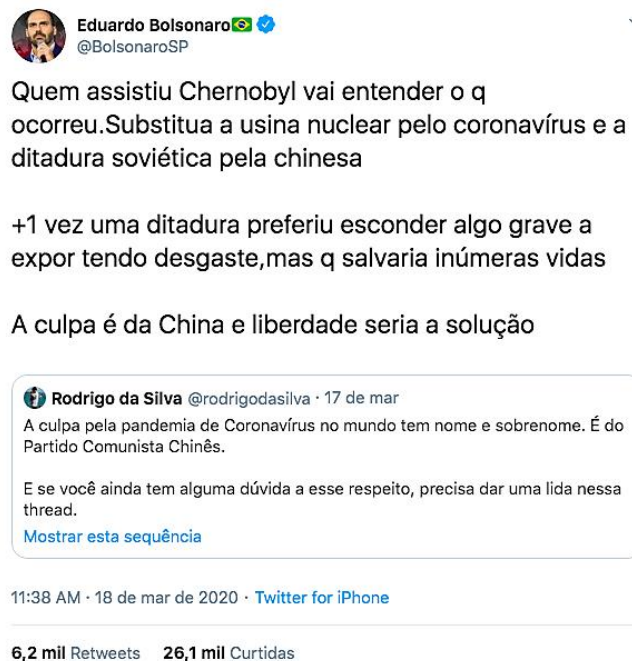 Eduardo Bolsonaro🇧🇷
@BolsonaroSP
Quem assistiu Chernobyl vai entender o q
ocorreu.Substitua a usina nuclear pelo coronavírus e a
ditadura soviética pela chinesa
+1 vez uma ditadura preferiu esconder algo grave a
expor tendo desgaste,mas q salvaria inúmeras vidas
A culpa é da China e liberdade seria a solução
Rodrigo da Silva @rodrigodasilva · 17 de mar
A culpa pela pandemia de Coronavírus no mundo tem nome e sobrenome. É do
Partido Comunista Chinês.
E se você ainda tem alguma dúvida a esse respeito, precisa dar uma lida nessa
thread.
Mostrar esta sequência
11:38 AM · 18 de mar de 2020 · Twitter for iPhone
6,2 mil Retweets 26,1 mil Curtidas